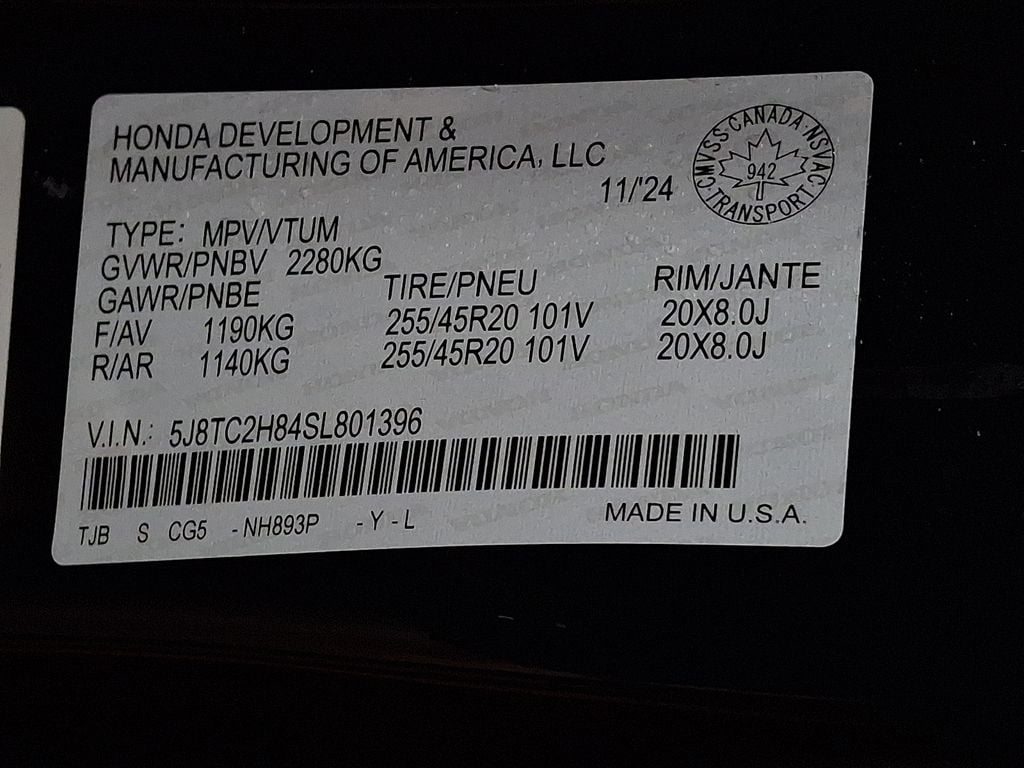 HONDA DEVELOPMENT &
MANUFACTURING OF AMERICA, LLC
11/'24
CMVSS · CANADA · NSVAC · TRANSPORT ·
942
TYPE: MPV/VTUM
GVWR/PNBV 2280KG
GAWR/PNBE TIRE/PNEU RIM/JANTE
F/AV 1190KG 255/45R20 101V 20X8.0J
R/AR 1140KG 255/45R20 101V 20X8.0J
V.I.N.: 5J8TC2H84SL801396
TJB S CG5 -NH893P -Y-L MADE IN U.S.A.